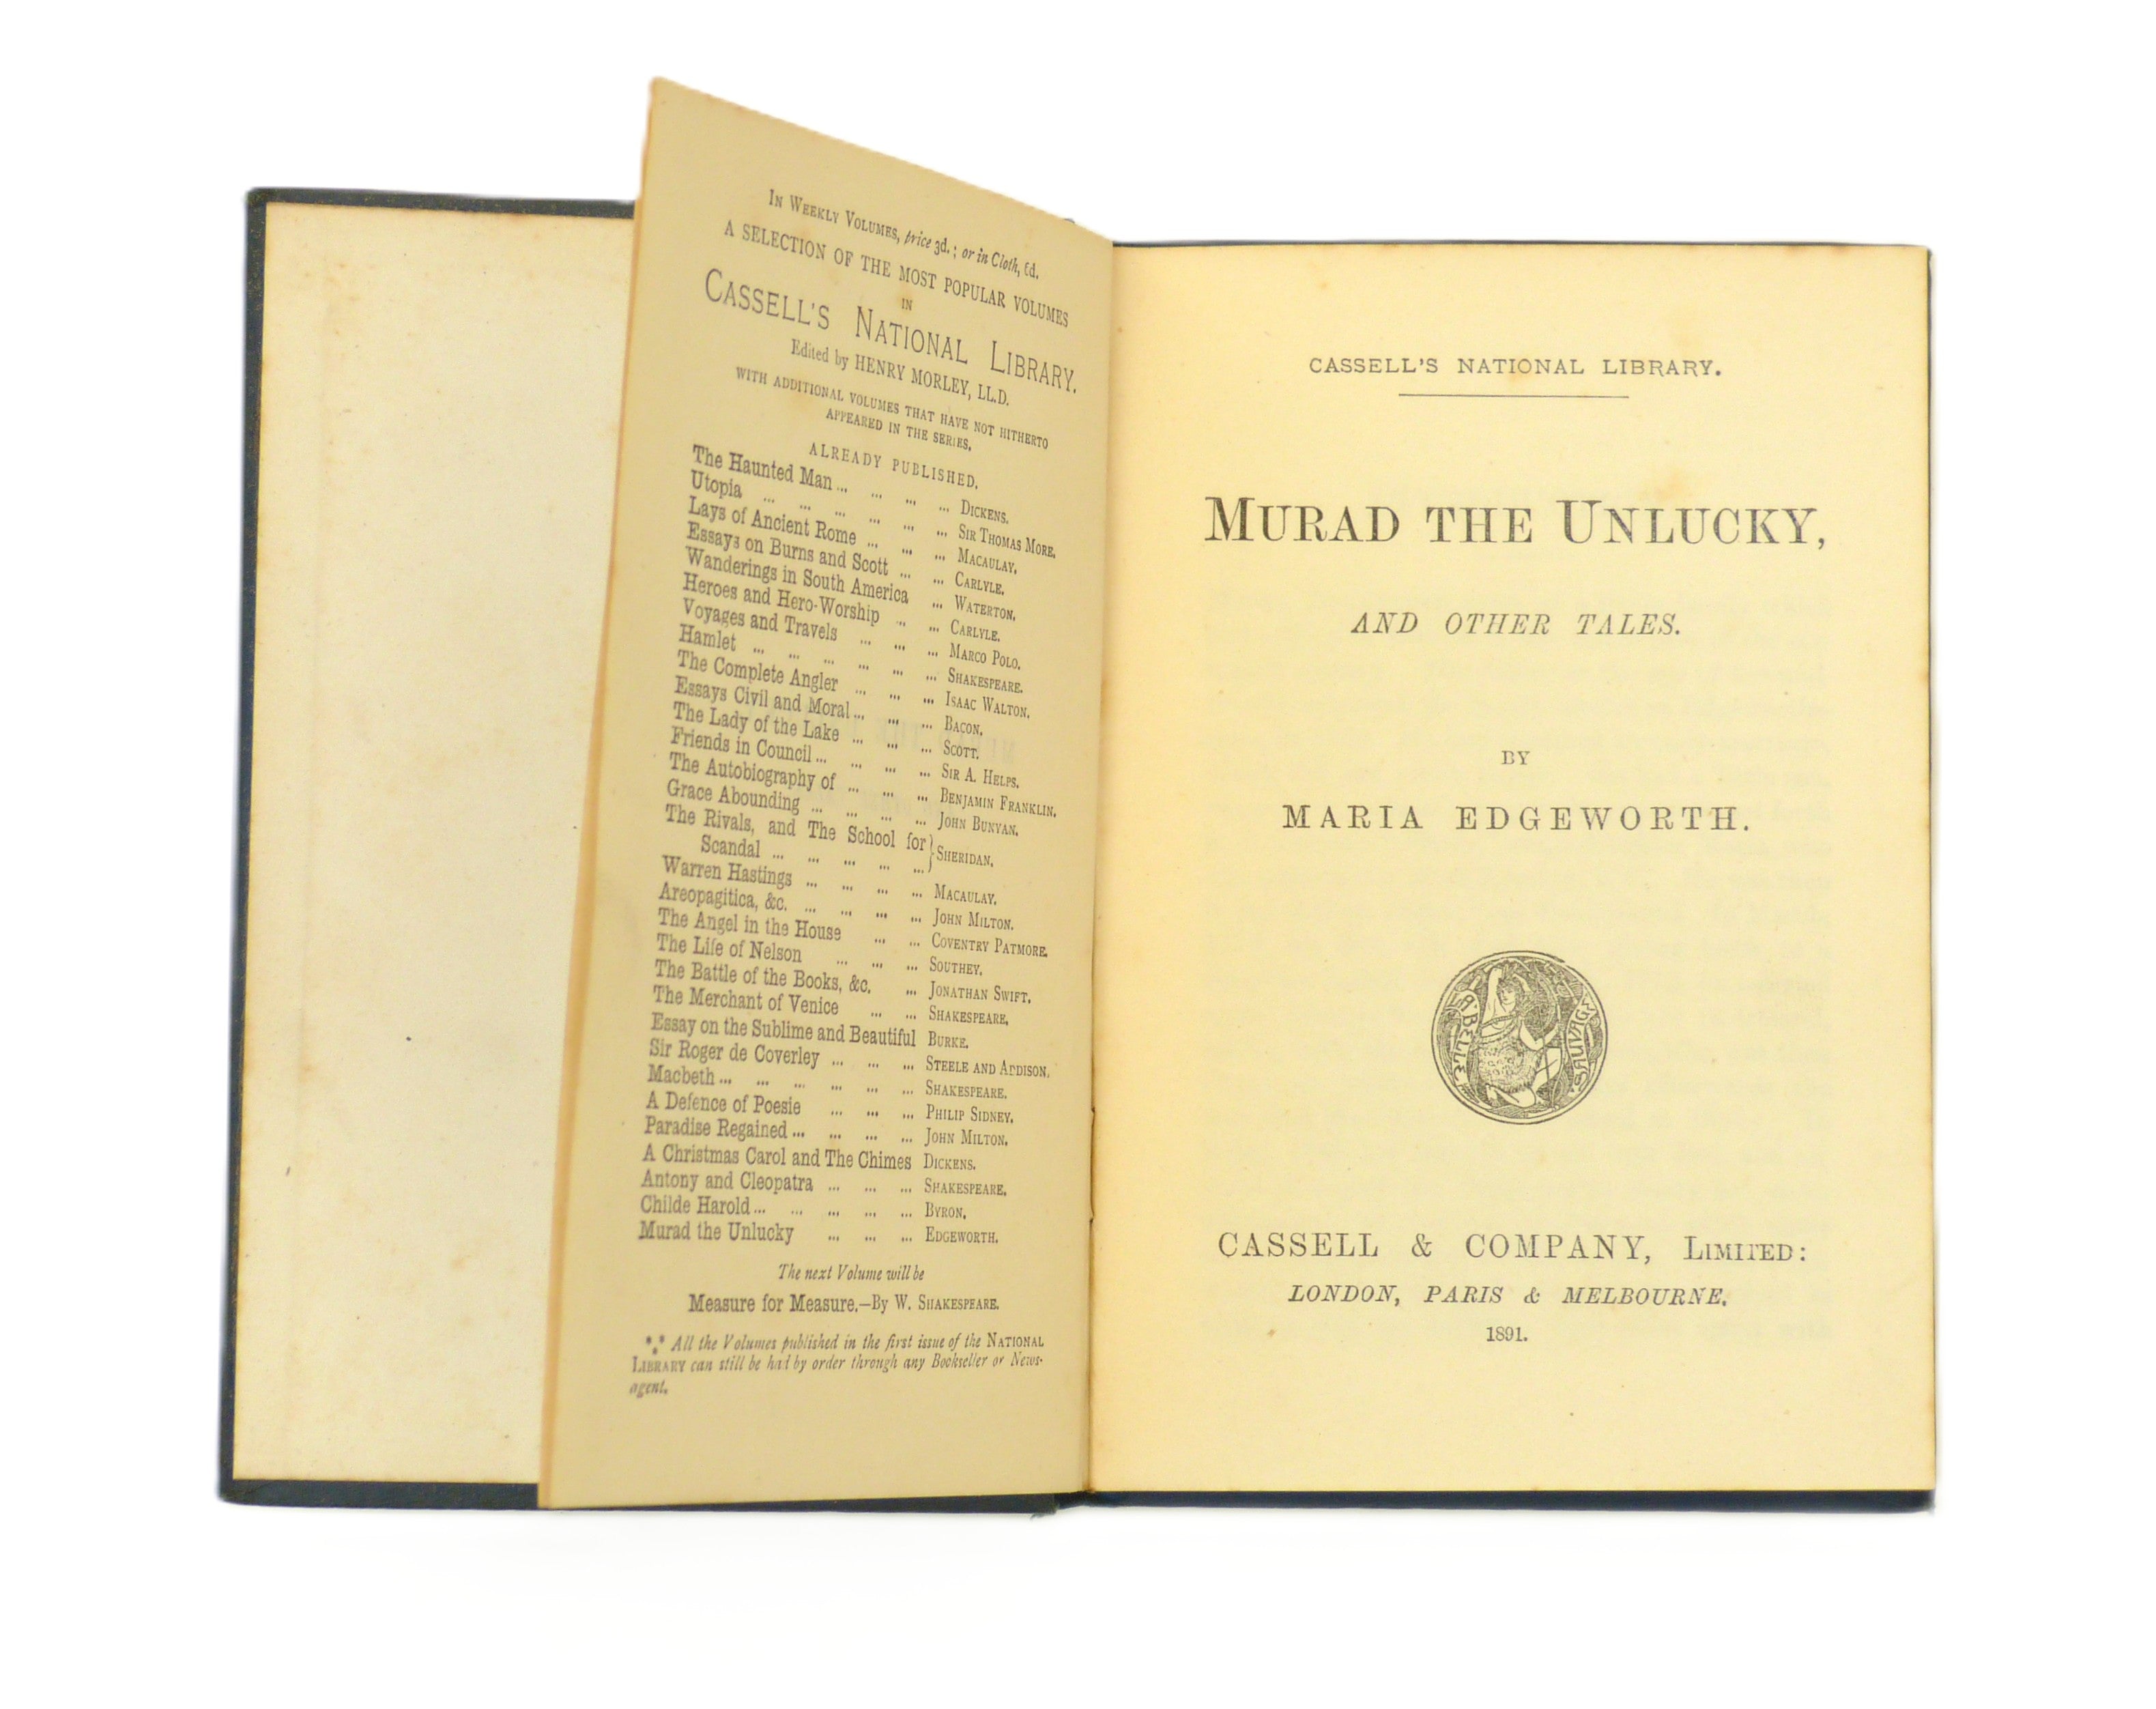 IN WEEKLY VOLUMES, price 3d.; or in Cloth, 6d.
A SELECTION OF THE MOST POPULAR VOLUMES
IN
CASSELL'S NATIONAL LIBRARY.
Edited by HENRY MORLEY, LL.D.
WITH ADDITIONAL VOLUMES THAT HAVE NOT HITHERTO
APPEARED IN THE SERIES.
ALREADY PUBLISHED.
The Haunted Man ... ... ... ... DICKENS.
Utopia ... ... ... ... ... ... SIR THOMAS MORE.
Lays of Ancient Rome ... ... ... MACAULAY.
Essays on Burns and Scott ... ... CARLYLE.
Wanderings in South America ... WATERTON.
Heroes and Hero-Worship ... ... CARLYLE.
Voyages and Travels ... ... ... MARCO POLO.
Hamlet ... ... ... ... ... ... SHAKESPEARE.
The Complete Angler ... ... ... ISAAC WALTON.
Essays Civil and Moral ... ... ... BACON.
The Lady of the Lake ... ... ... SCOTT.
Friends in Council ... ... ... ... SIR A. HELPS.
The Autobiography of ... ... ... BENJAMIN FRANKLIN.
Grace Abounding ... ... ... ... JOHN BUNYAN.
The Rivals, and The School for
Scandal ... ... ... ... ... } SHERIDAN.
Warren Hastings ... ... ... ... MACAULAY.
Areopagitica, &c. ... ... ... ... JOHN MILTON.
The Angel in the House ... ... COVENTRY PATMORE.
The Life of Nelson ... ... ... SOUTHEY.
The Battle of the Books, &c. ... JONATHAN SWIFT.
The Merchant of Venice ... ... SHAKESPEARE.
Essay on the Sublime and Beautiful BURKE.
Sir Roger de Coverley ... ... ... STEELE AND ADDISON.
Macbeth ... ... ... ... ... ... SHAKESPEARE.
A Defence of Poesie ... ... ... PHILIP SIDNEY.
Paradise Regained ... ... ... ... JOHN MILTON.
A Christmas Carol and The Chimes DICKENS.
Antony and Cleopatra ... ... ... SHAKESPEARE.
Childe Harold ... ... ... ... ... BYRON.
Murad the Unlucky ... ... ... EDGEWORTH.
The next Volume will be
Measure for Measure.—By W. SHAKESPEARE.
*⁎* All the Volumes published in the first issue of the NATIONAL
LIBRARY can still be had by order through any Bookseller or News-
agent.
CASSELL'S NATIONAL LIBRARY.
MURAD THE UNLUCKY,
AND OTHER TALES.
BY
MARIA EDGEWORTH.
LA·BELLE SAUVAGE
CASSELL & COMPANY, LIMITED:
LONDON, PARIS & MELBOURNE.
1891.